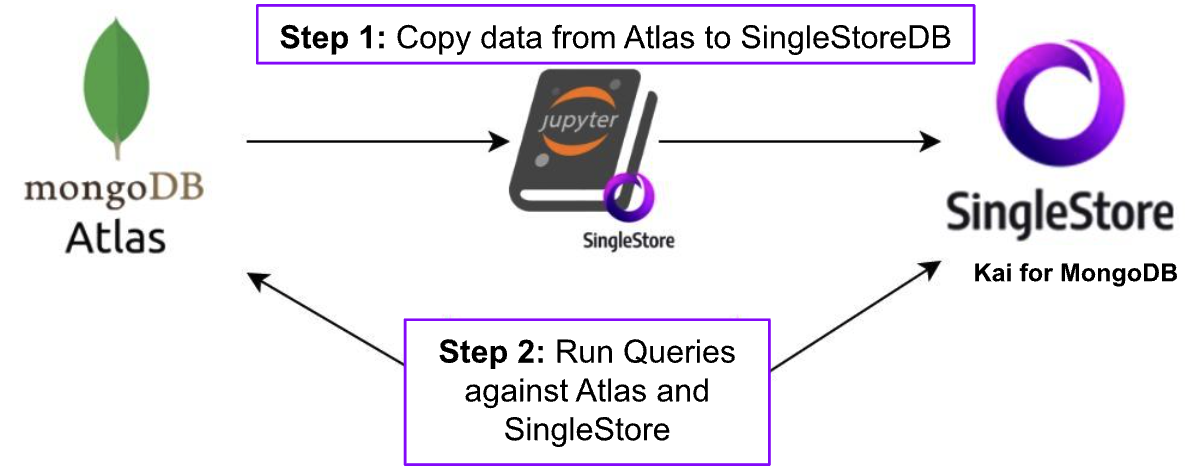 Step 1: Copy data from Atlas to SingleStoreDB
mongoDB
Atlas
jupyter
SingleStore
SingleStore
Kai for MongoDB
Step 2: Run Queries
against Atlas and
SingleStore